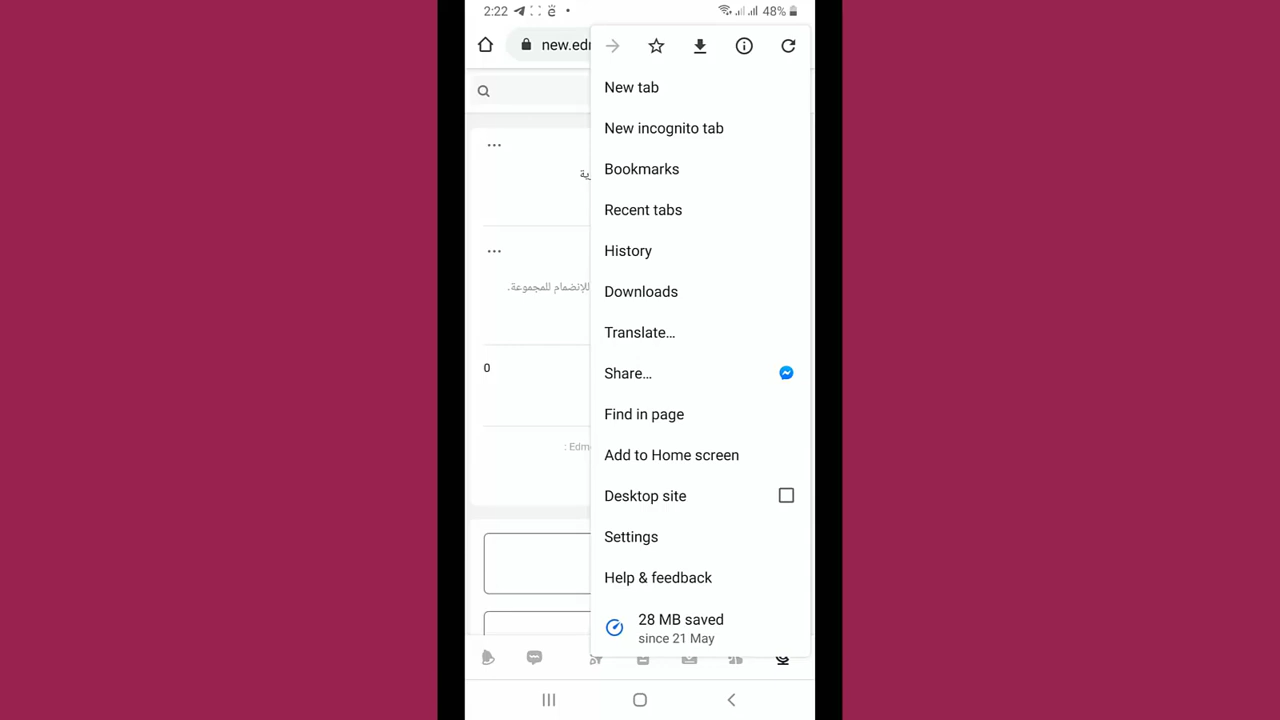 2:22
48%
new.edr
New tab
New incognito tab
Bookmarks
Recent tabs
History
Downloads
Translate...
Share...
Find in page
Add to Home screen
Desktop site
Settings
Help & feedback
28 MB saved
since 21 May
رية
للإنضمام للمجموعة.
0
: Edm